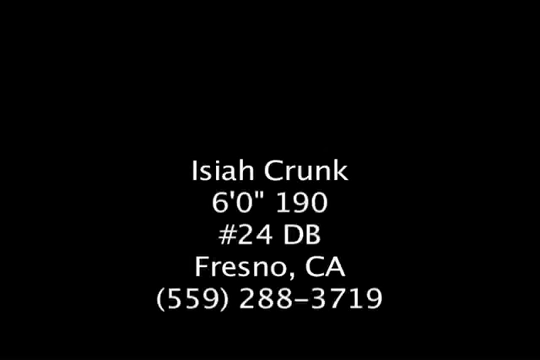 Isiah Crunk
6'0" 190
#24 DB
Fresno, CA
(559) 288-3719